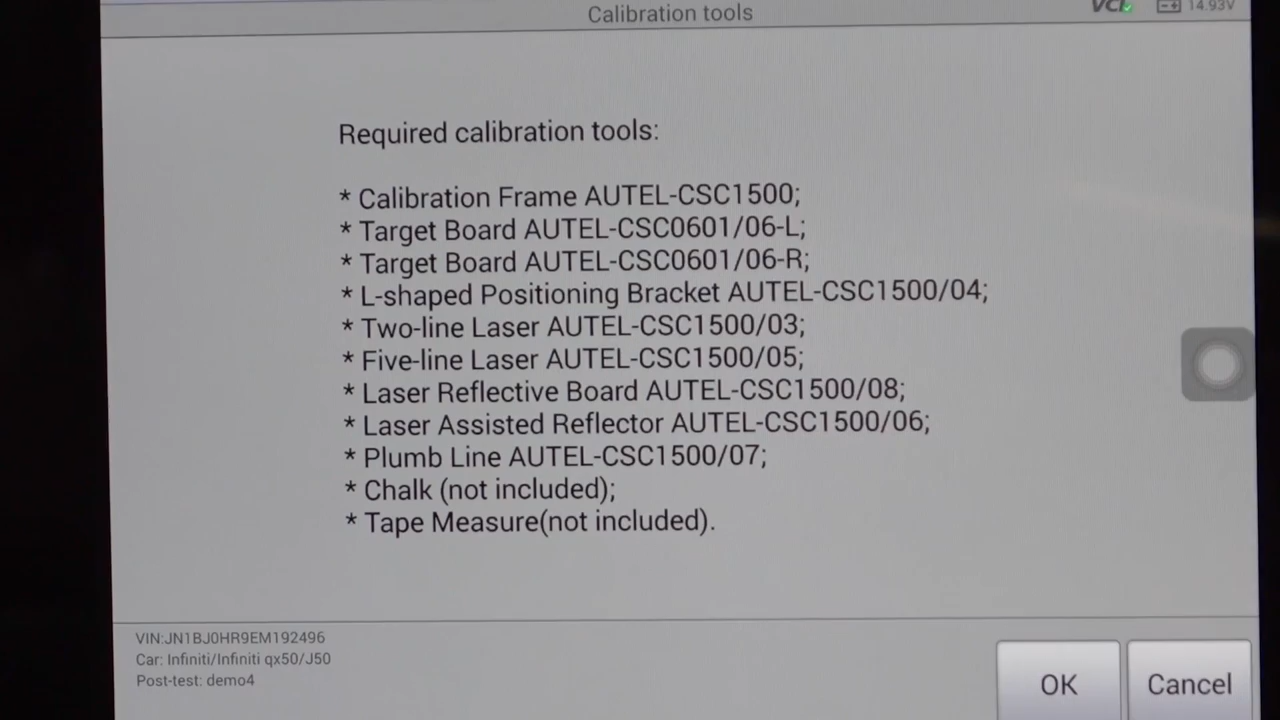 Calibration tools
VCI
14.93V
Required calibration tools:
* Calibration Frame AUTEL-CSC1500;
* Target Board AUTEL-CSC0601/06-L;
* Target Board AUTEL-CSC0601/06-R;
* L-shaped Positioning Bracket AUTEL-CSC1500/04;
* Two-line Laser AUTEL-CSC1500/03;
* Five-line Laser AUTEL-CSC1500/05;
* Laser Reflective Board AUTEL-CSC1500/08;
* Laser Assisted Reflector AUTEL-CSC1500/06;
* Plumb Line AUTEL-CSC1500/07;
* Chalk (not included);
* Tape Measure(not included).
VIN:JN1BJ0HR9EM192496
Car: Infiniti/Infiniti qx50/J50
Post-test: demo4
OK
Cancel